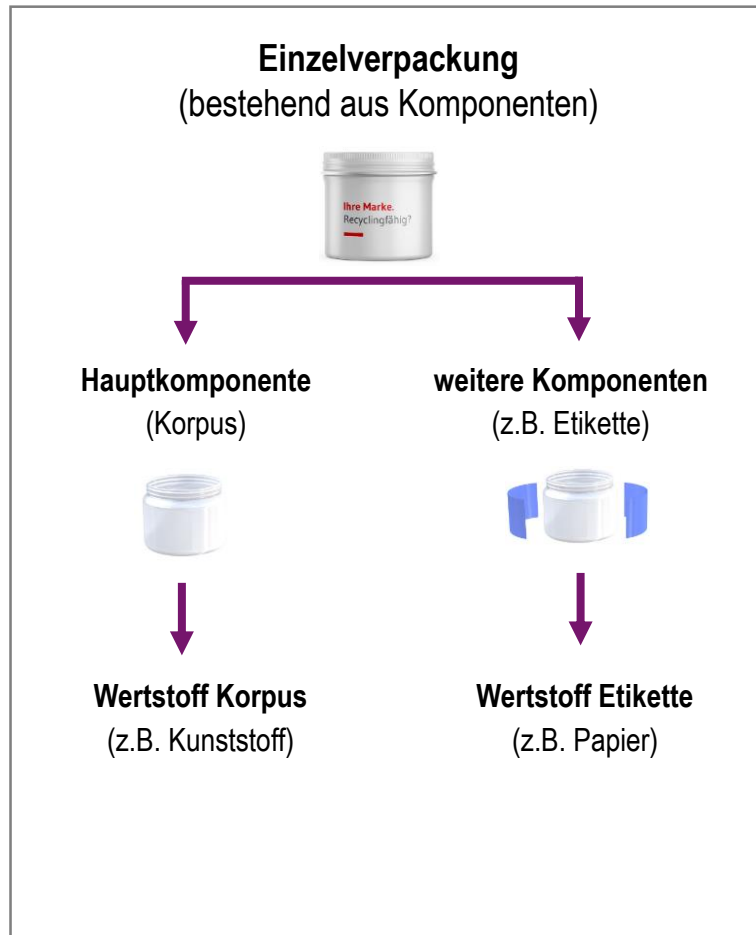 Einzelverpackung
(bestehend aus Komponenten)
Ihre Marke.
Recyclingfähig?
Hauptkomponente
(Korpus)
weitere Komponenten
(z.B. Etikette)
Wertstoff Korpus
(z.B. Kunststoff)
Wertstoff Etikette
(z.B. Papier)